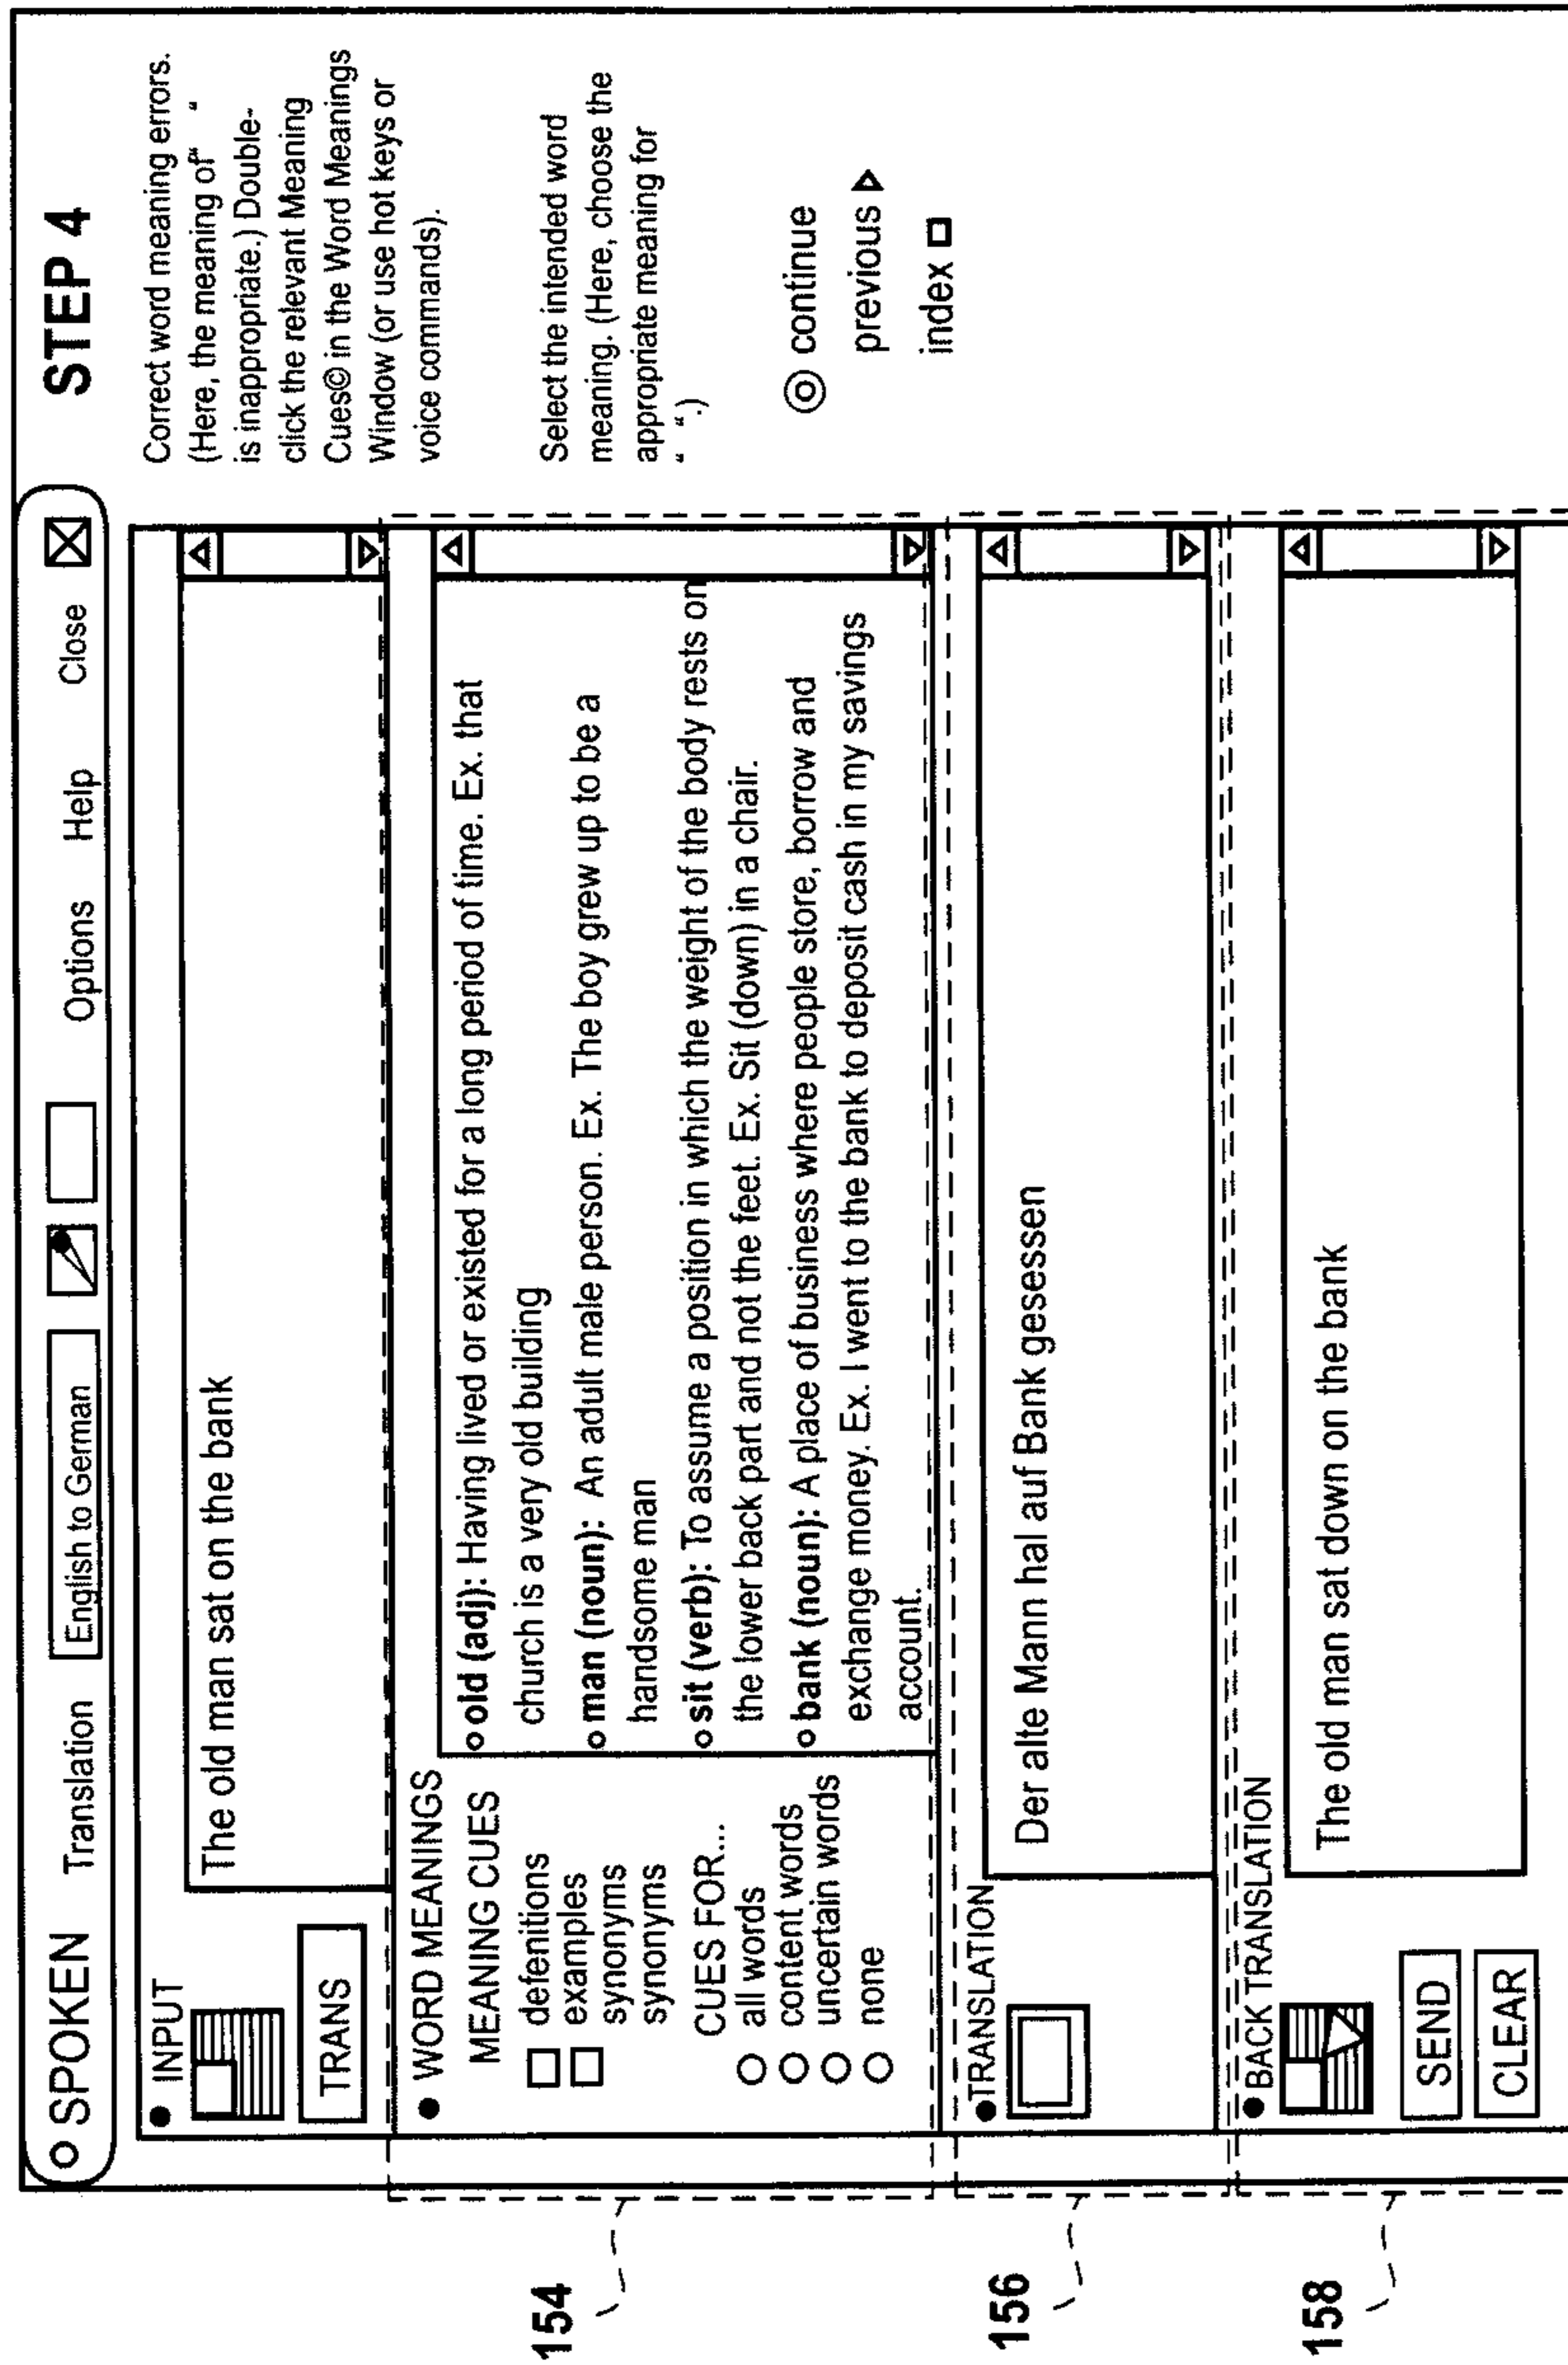 SPOKEN Translation English to German Options Help Close
STEP 4
INPUT
TRANS
The old man sat on the bank
WORD MEANINGS
MEANING CUES
defenitions
examples
synonyms
synonyms
CUES FOR...
all words
content words
uncertain words
none
old (adj): Having lived or existed for a long period of time. Ex. that
church is a very old building
man (noun): An adult male person. Ex. The boy grew up to be a
handsome man
sit (verb): To assume a position in which the weight of the body rests on
the lower back part and not the feet. Ex. Sit (down) in a chair.
bank (noun): A place of business where people store, borrow and
exchange money. Ex. I went to the bank to deposit cash in my savings
account.
TRANSLATION
Der alte Mann hal auf Bank gesessen
BACK TRANSLATION
The old man sat down on the bank
SEND
CLEAR
Correct word meaning errors.
(Here, the meaning of“ “
is inappropriate.) Double-
click the relevant Meaning
Cues© in the Word Meanings
Window (or use hot keys or
voice commands).
Select the intended word
meaning. (Here, choose the
appropriate meaning for
“ “.)
continue
previous
index
154
156
158